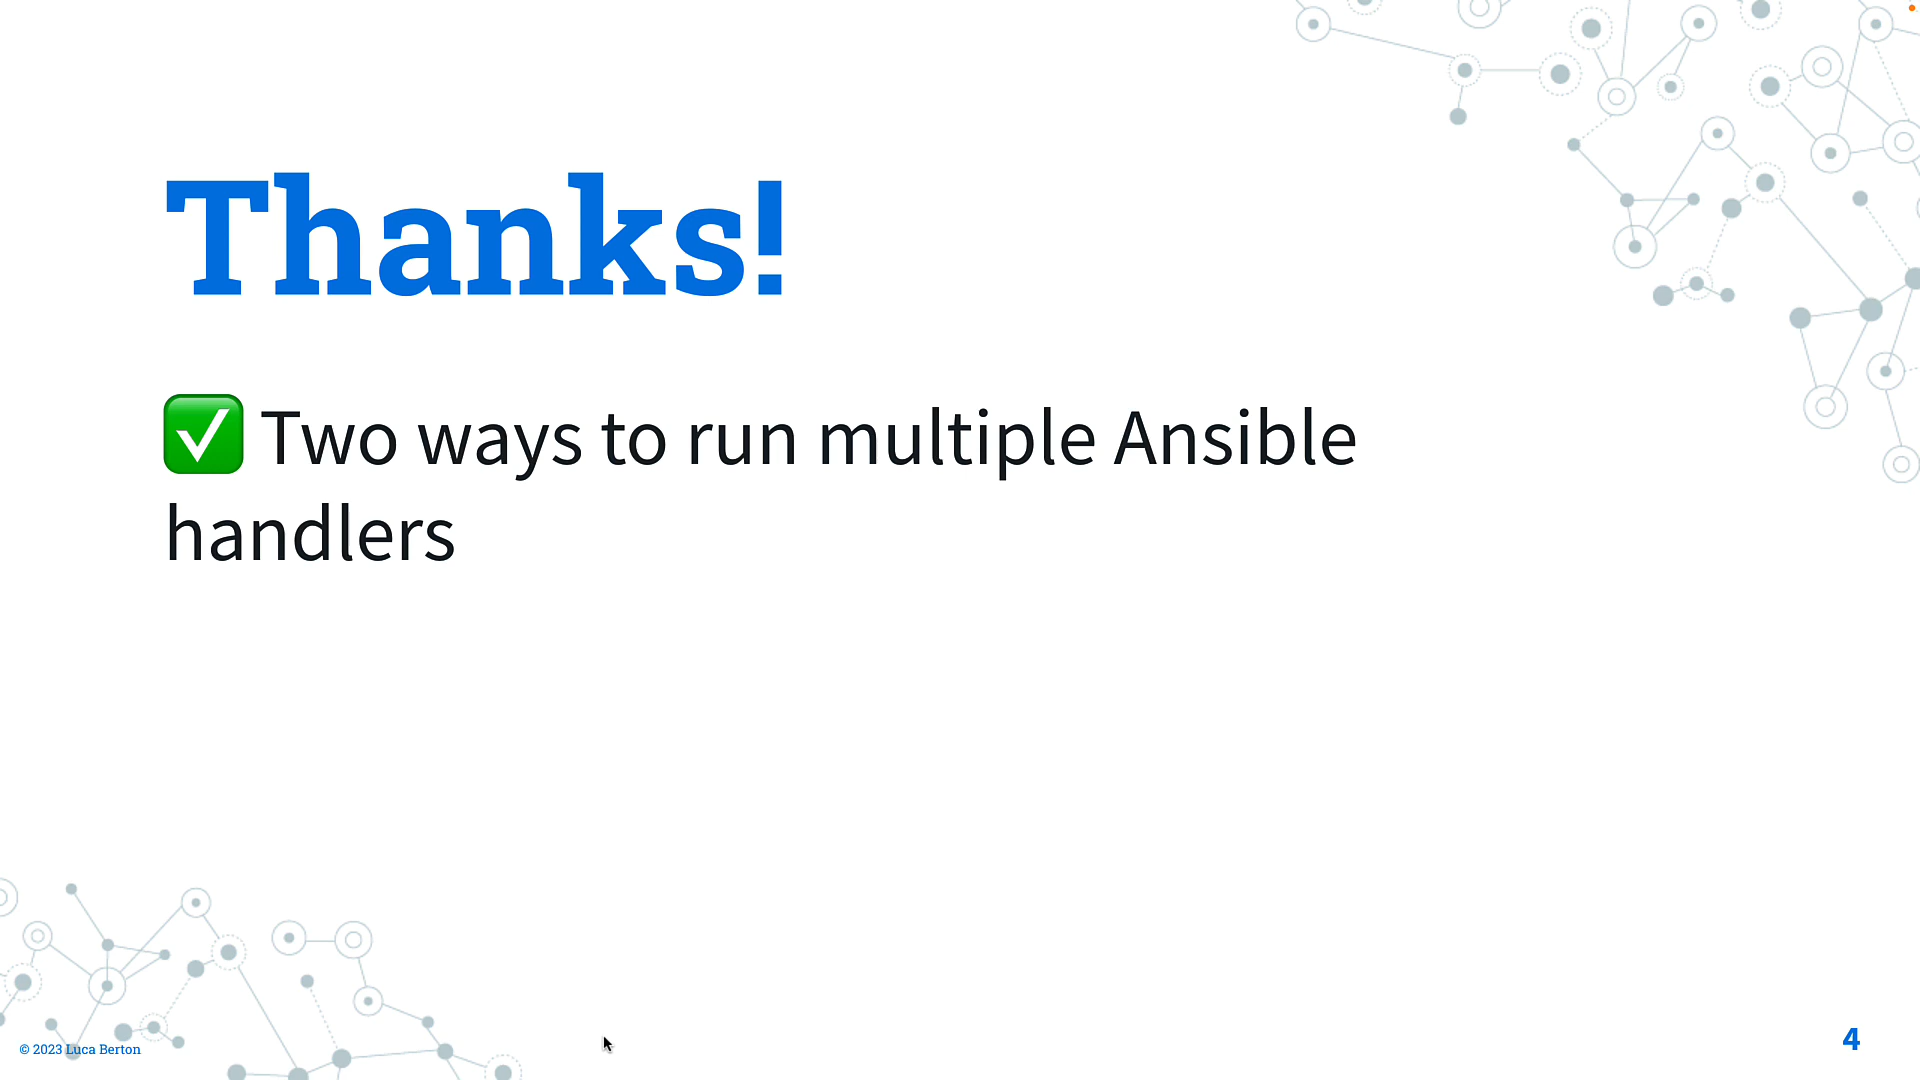 Thanks!
✅ Two ways to run multiple Ansible
handlers
© 2023 Luca Berton
4